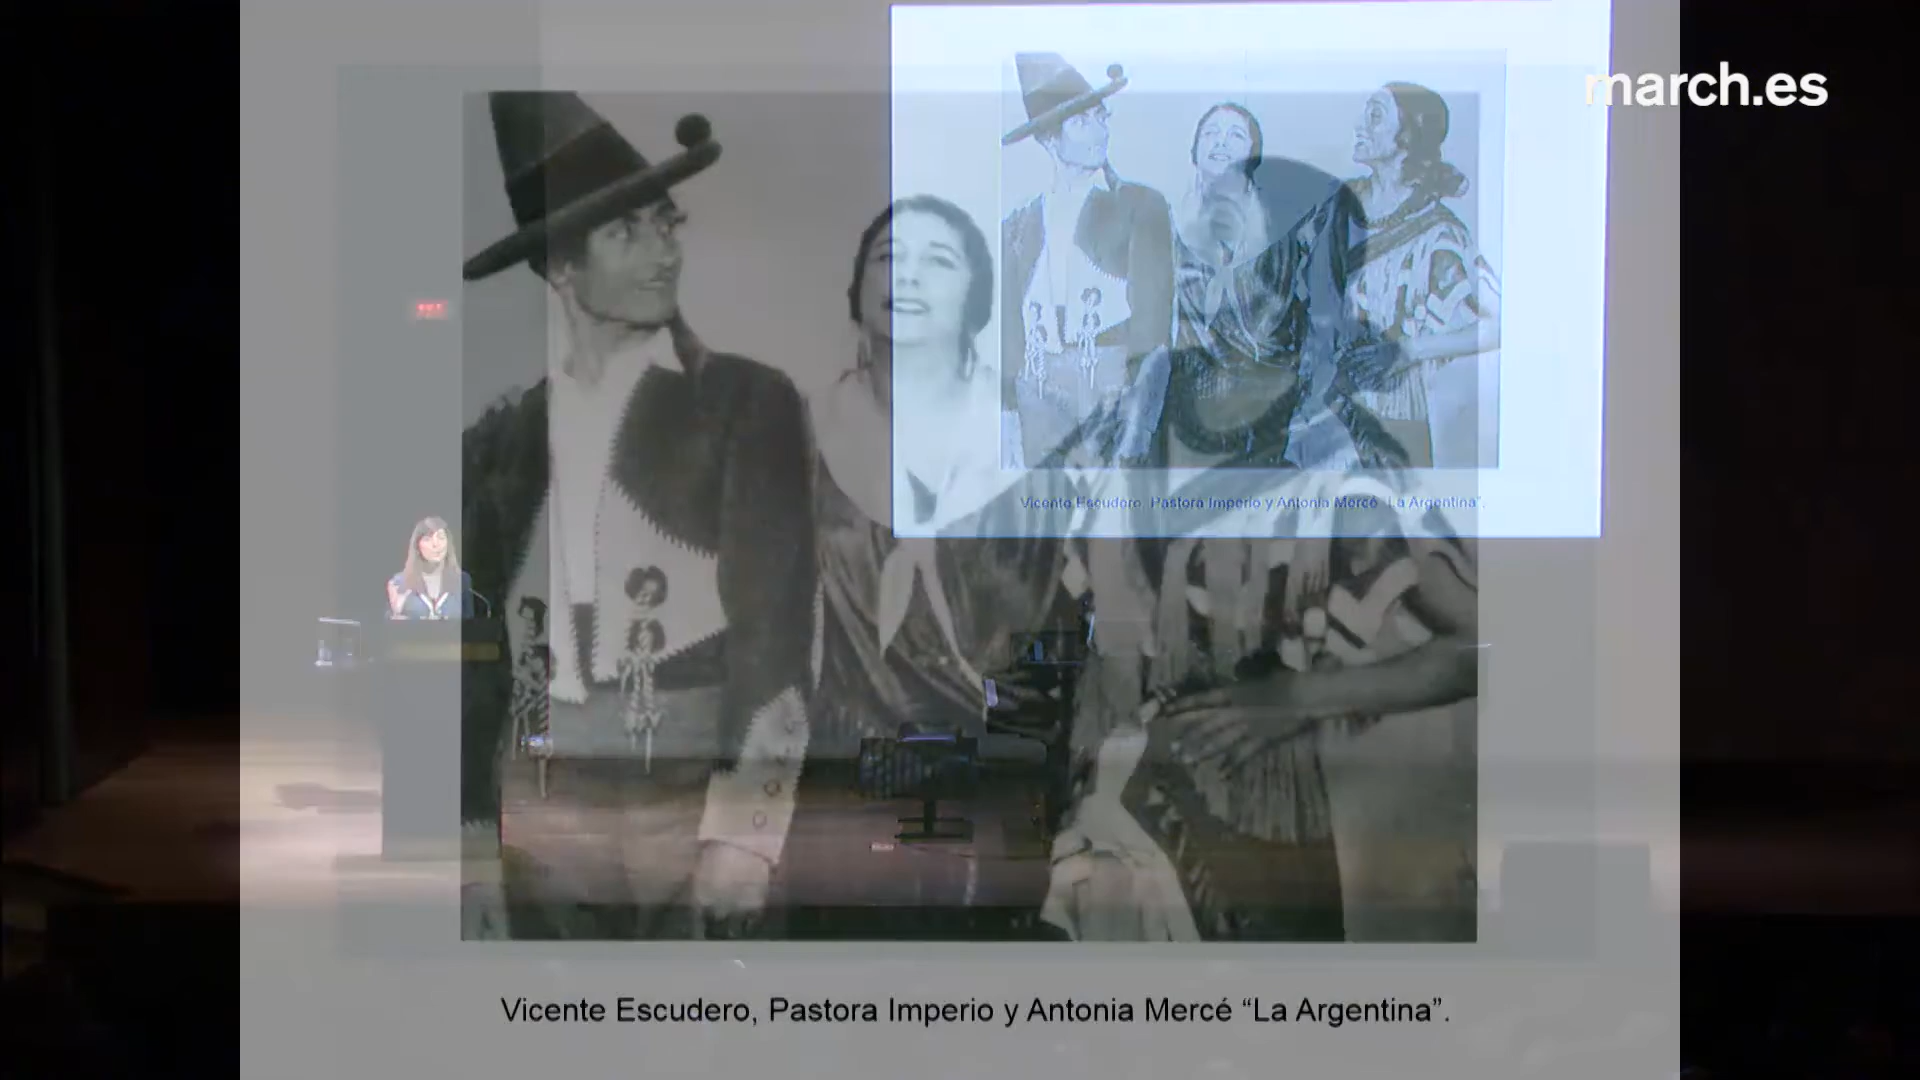 march.es
Vicente Escudero, Pastora Imperio y Antonia Mercé “La Argentina”.
Vicente Escudero, Pastora Imperio y Antonia Mercé “La Argentina”.